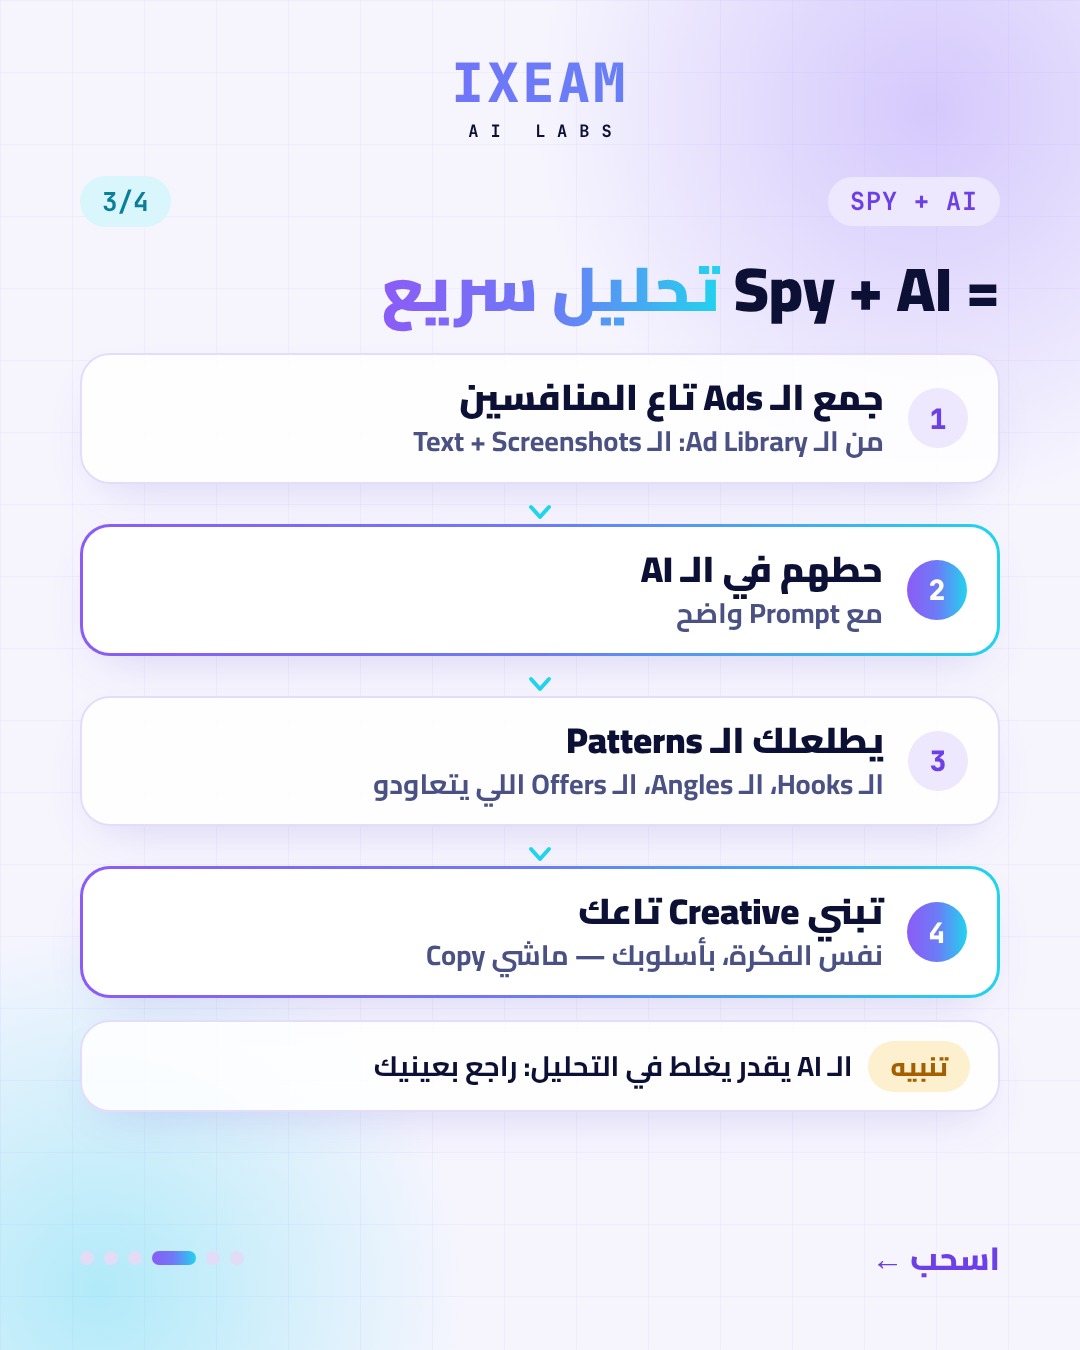 IXEAM
AI LABS
SPY + AI
3/4
= Spy + AI تحليل سريع
1
جمع الـ Ads تاع المنافسين
من الـ Ad Library: الـ Text + Screenshots
2
حطهم في الـ AI
مع Prompt واضح
3
يطلعلك الـ Patterns
الـ Hooks، الـ Angles، الـ Offers اللي يتعاودو
4
تبني Creative تاعك
نفس الفكرة، بأسلوبك — ماشي Copy
تنبيه
الـ AI يقدر يغلط في التحليل: راجع بعينيك
اسحب ←